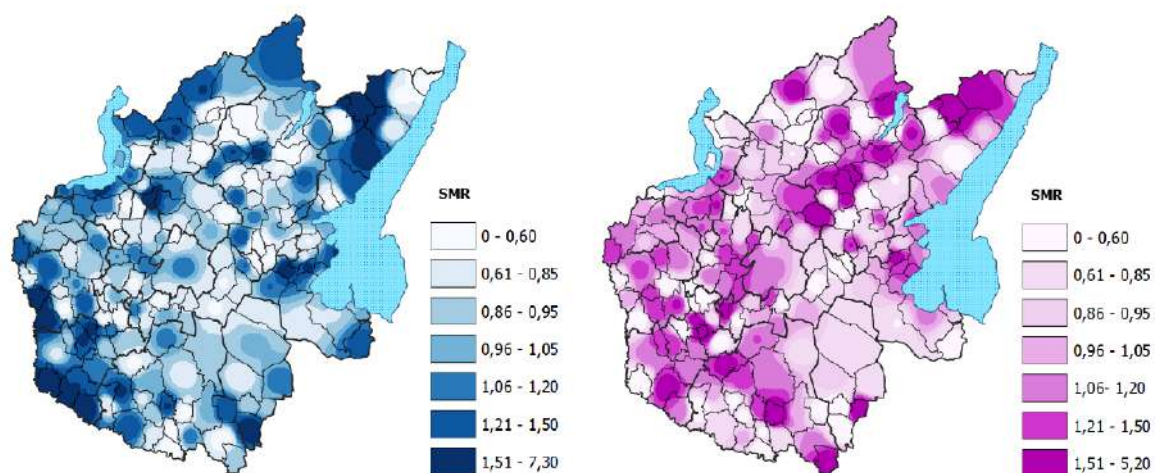 SMR
0 - 0,60
0,61 - 0,85
0,86 - 0,95
0,96 - 1,05
1,06 - 1,20
1,21 - 1,50
1,51 - 7,30
SMR
0 - 0,60
0,61 - 0,85
0,86 - 0,95
0,96 - 1,05
1,06- 1,20
1,21 - 1,50
1,51 - 5,20